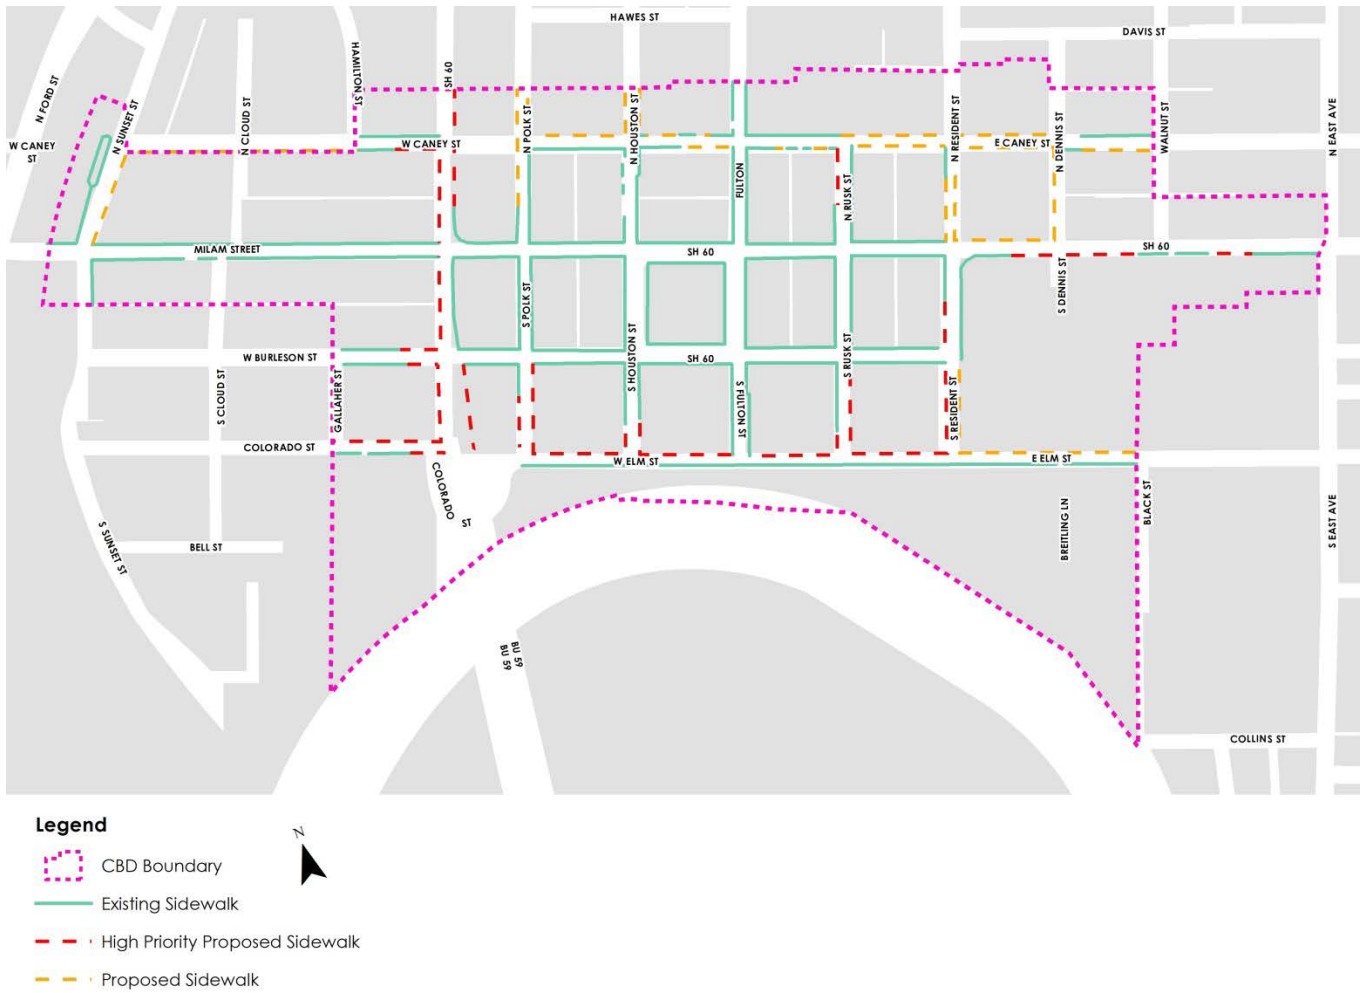 HAWES ST
DAVIS ST
N FORD ST
HAMILTON ST
SH 60
N SUNSET ST
N CLOUD ST
N POLK ST
N HOUSTON ST
N RESIDENT ST
N DENNIS ST
WALNUT ST
N EAST AVE
W CANEY
ST
W CANEY ST
E CANEY ST
FULTON
N RUSK ST
MILAM STREET
SH 60
SH 60
S POLK ST
S DENNIS ST
S HOUSTON ST
S RUSK ST
W BURLESON ST
SH 60
S CLOUD ST
GALLAHER ST
S FULTON ST
S RESIDENT ST
COLORADO ST
W ELM ST
E ELM ST
COLORADO
ST
BLACK ST
BREITLING LN
S EAST AVE
S SUNSET ST
BELL ST
BU 59
BU 59
COLLINS ST
Legend
N
CBD Boundary
Existing Sidewalk
High Priority Proposed Sidewalk
Proposed Sidewalk